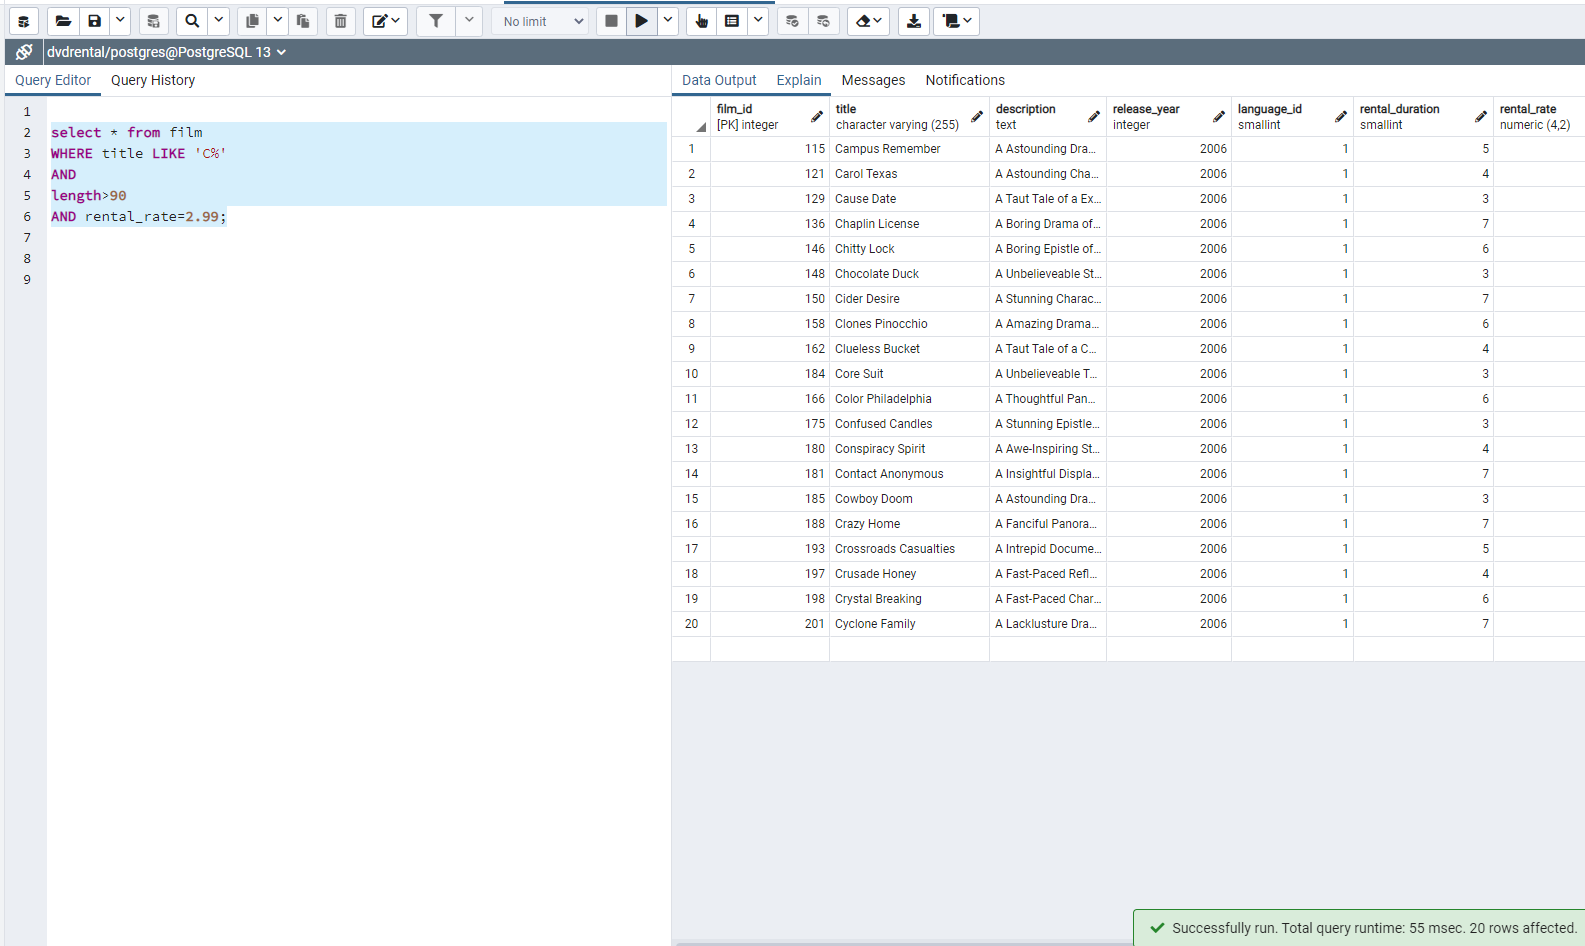 No limit
dvdrental/postgres@PostgreSQL 13
Query Editor Query History
1
2 select * from film
3 WHERE title LIKE 'C%'
4 AND
5 length>90
6 AND rental_rate=2.99;
7
8
9
Data Output Explain Messages Notifications
film_id title description release_year language_id rental_duration rental_rate
[PK] integer character varying (255) text integer smallint smallint numeric (4,2)
1 115 Campus Remember A Astounding Dra... 2006 1 5
2 121 Carol Texas A Astounding Cha... 2006 1 4
3 129 Cause Date A Taut Tale of a Ex... 2006 1 3
4 136 Chaplin License A Boring Drama of... 2006 1 7
5 146 Chitty Lock A Boring Epistle of... 2006 1 6
6 148 Chocolate Duck A Unbelieveable St... 2006 1 3
7 150 Cider Desire A Stunning Charac... 2006 1 7
8 158 Clones Pinocchio A Amazing Drama... 2006 1 6
9 162 Clueless Bucket A Taut Tale of a C... 2006 1 4
10 184 Core Suit A Unbelieveable T... 2006 1 3
11 166 Color Philadelphia A Thoughtful Pan... 2006 1 6
12 175 Confused Candles A Stunning Epistle... 2006 1 3
13 180 Conspiracy Spirit A Awe-Inspiring St... 2006 1 4
14 181 Contact Anonymous A Insightful Displa... 2006 1 7
15 185 Cowboy Doom A Astounding Dra... 2006 1 3
16 188 Crazy Home A Fanciful Panora... 2006 1 7
17 193 Crossroads Casualties A Intrepid Docume... 2006 1 5
18 197 Crusade Honey A Fast-Paced Refl... 2006 1 4
19 198 Crystal Breaking A Fast-Paced Char... 2006 1 6
20 201 Cyclone Family A Lacklusture Dra... 2006 1 7
Successfully run. Total query runtime: 55 msec. 20 rows affected.